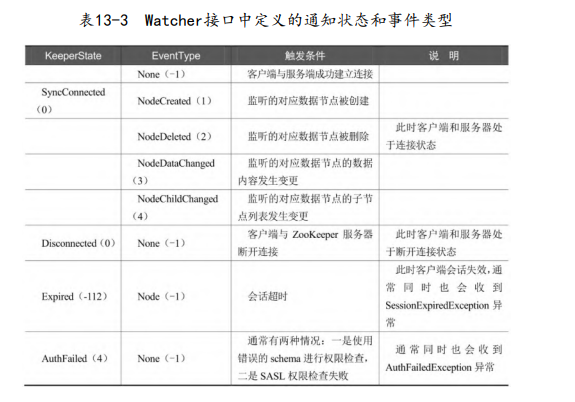 表13-3 Watcher接口中定义的通知状态和事件类型
KeeperState EventType 触发条件 说 明
None（-1） 客户端与服务端成功建立连接
SyncConnected
（0）
NodeCreated（1） 监听的对应数据节点被创建
NodeDeleted（2） 监听的对应数据节点被删除
此时客户端和服务器处
于连接状态
NodeDataChanged
（3）
监听的对应数据节点的数据
内容发生变更
NodeChildChanged
（4）
监听的对应数据节点的子节
点列表发生变更
Disconnected（0） None（-1）
客户端与 ZooKeeper 服务器
断开连接
此时客户端和服务器处
于断开连接状态
Expired（-112） Node（-1） 会话超时
此时客户端会话失效，通
常同时也会收到
SessionExpiredException 异
常
AuthFailed（4） None（-1）
通常有两种情况：一是使用
错误的 schema 进行权限检查，
二是 SASL 权限检查失败
通常同时也会收到
AuthFailedException 异常